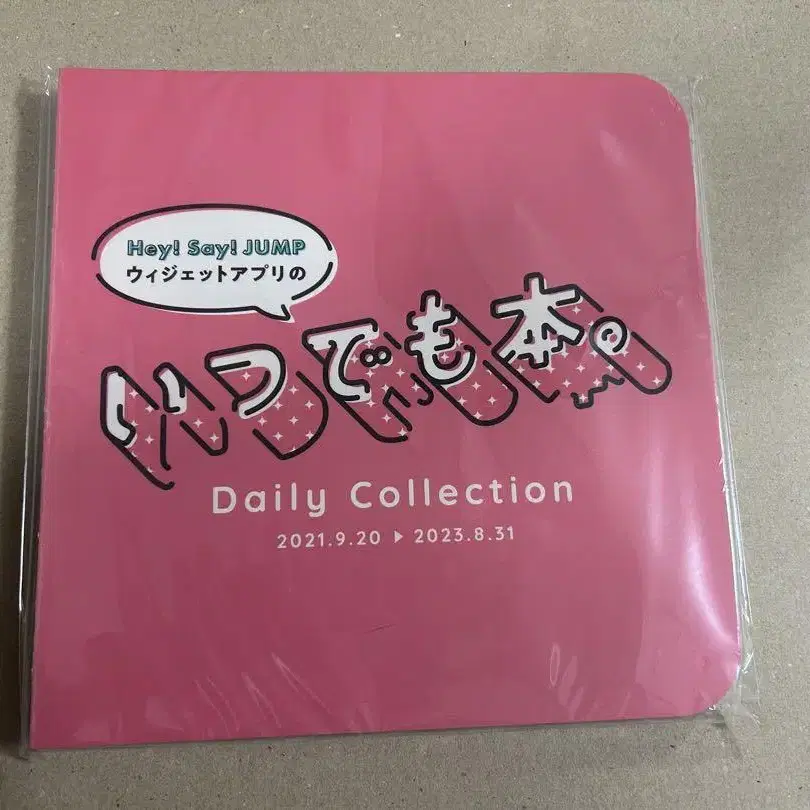 Hey! Say! JUMP
ウィジェットアプリの
いつでも本。
Daily Collection
2021.9.20 ▶ 2023.8.31